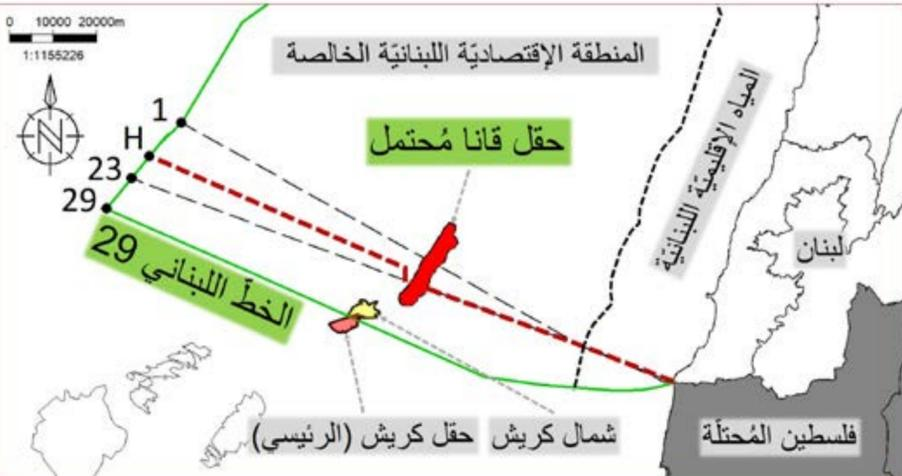 0 10000 20000m
1:1155226
المنطقة الإقتصاديّة اللبنانيّة الخالصة
المياه الإقليميّة اللبنانيّة
N
1
H
23
29
حقل قانا مُحتمل
لبنان
الخطّ اللبناني 29
حقل كريش (الرئيسي)
شمال كريش
فلسطين المُحتلّة